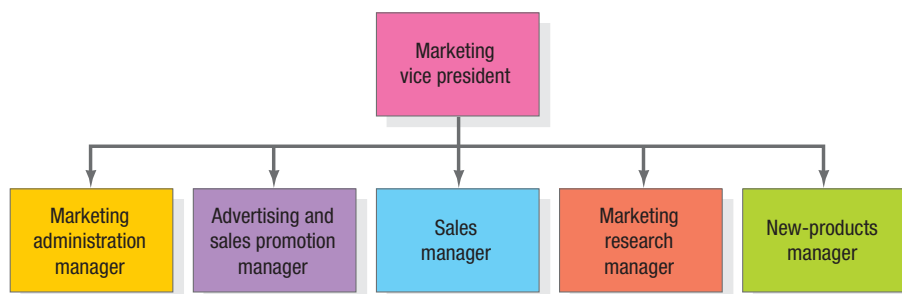 Marketing
vice president
Marketing
administration
manager
Advertising and
sales promotion
manager
Sales
manager
Marketing
research
manager
New-products
manager